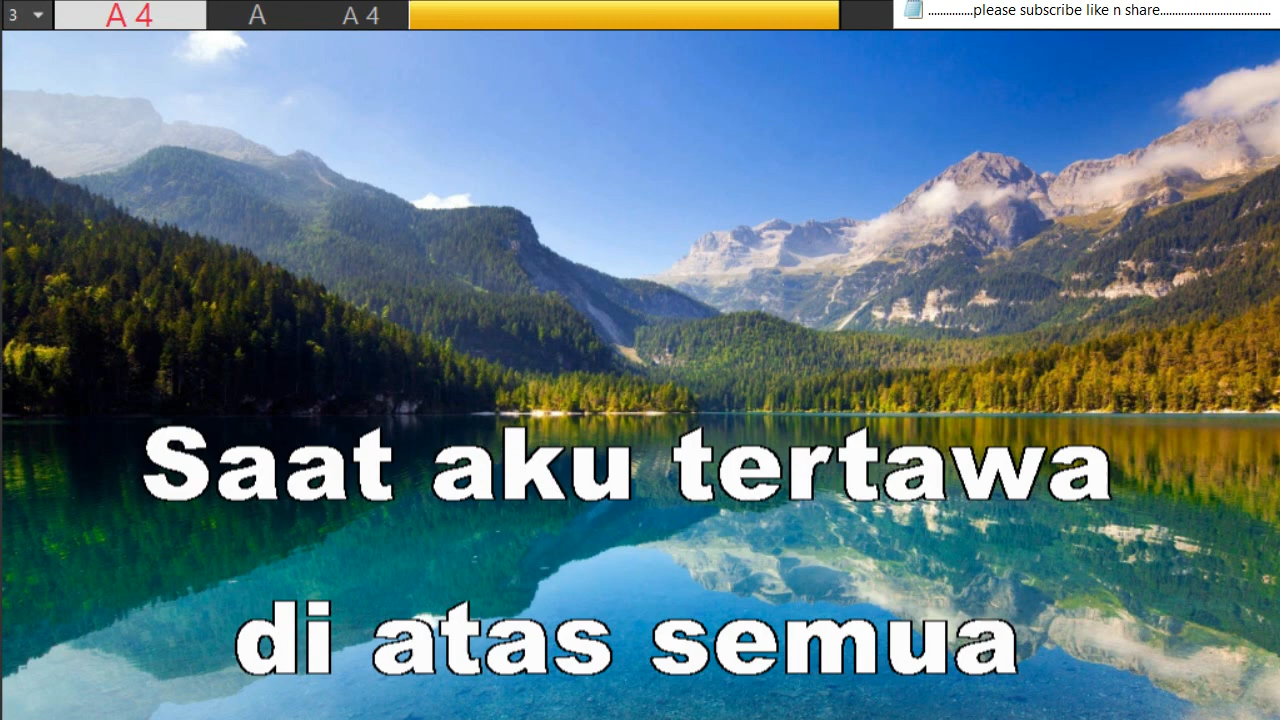 3 A 4 A A 4
..............please subscribe like n share.....................................
Saat aku tertawa
di atas semua